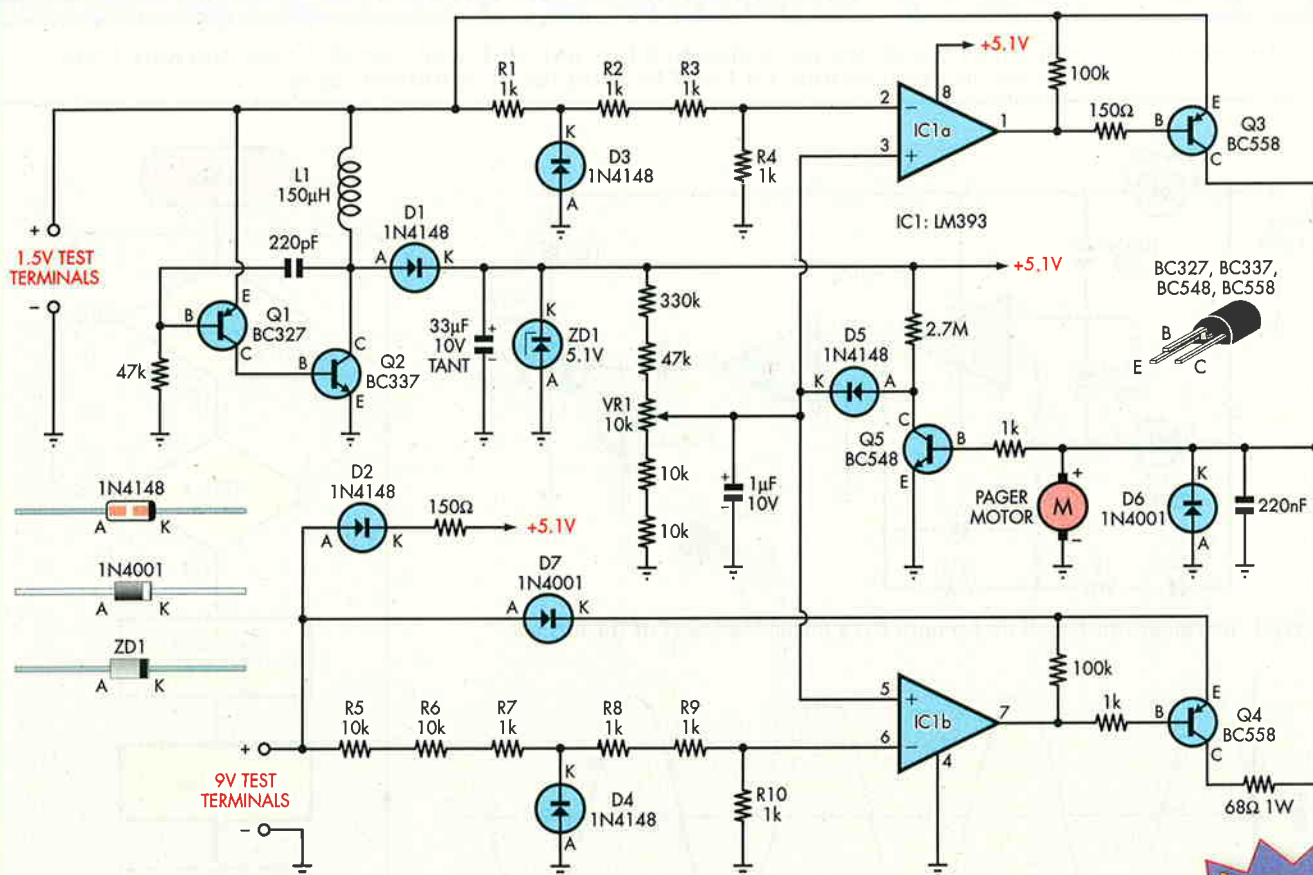 +5.1V
R1
1k
R2
1k
R3
1k
100k
2
−
8
1
150Ω
B
E
Q3
BC558
C
IC1a
3
+
K
D3
1N4148
A
R4
1k
IC1: LM393
L1
150µH
+
1.5V TEST
TERMINALS
−
220pF
D1
1N4148
A
K
+5.1V
BC327, BC337,
BC548, BC558
B
E
C
E
B
Q1
BC327
C
47k
C
B
Q2
BC337
E
33µF
10V
TANT
+
−
K
ZD1
5.1V
A
330k
47k
VR1
10k
10k
10k
D5
1N4148
K
A
2.7M
C
Q5
BC548
B
E
1k
+
1µF
10V
−
PAGER
MOTOR
+
M
−
K
D6
1N4001
A
220nF
1N4148
A
K
1N4001
A
K
ZD1
A
K
D2
1N4148
A
K
150Ω
+5.1V
D7
1N4001
A
K
100k
5
+
IC1b
7
6
−
4
1k
B
E
Q4
BC558
C
68Ω 1W
R5
10k
R6
10k
R7
1k
R8
1k
R9
1k
+
9V TEST
TERMINALS
−
K
D4
1N4148
A
R10
1k